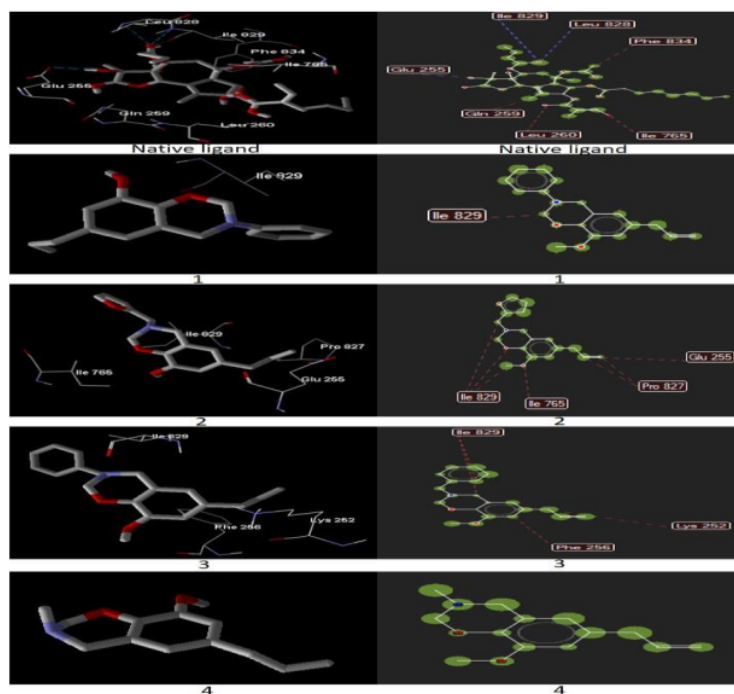 Leu 828
Ile 829
Phe 834
Ile 765
Glu 255
Gln 259
Leu 260
Native ligand
Ile 829
Leu 828
Phe 834
Glu 255
Gln 259
Leu 260
Ile 765
Native ligand
Ile 829
1
Ile 829
1
Ile 829
Pro 827
Ile 765
Glu 255
2
Glu 255
Pro 827
Ile 829
Ile 765
2
Ile 829
Phe 256
Lys 252
3
Ile 829
Lys 252
Phe 256
3
4
4